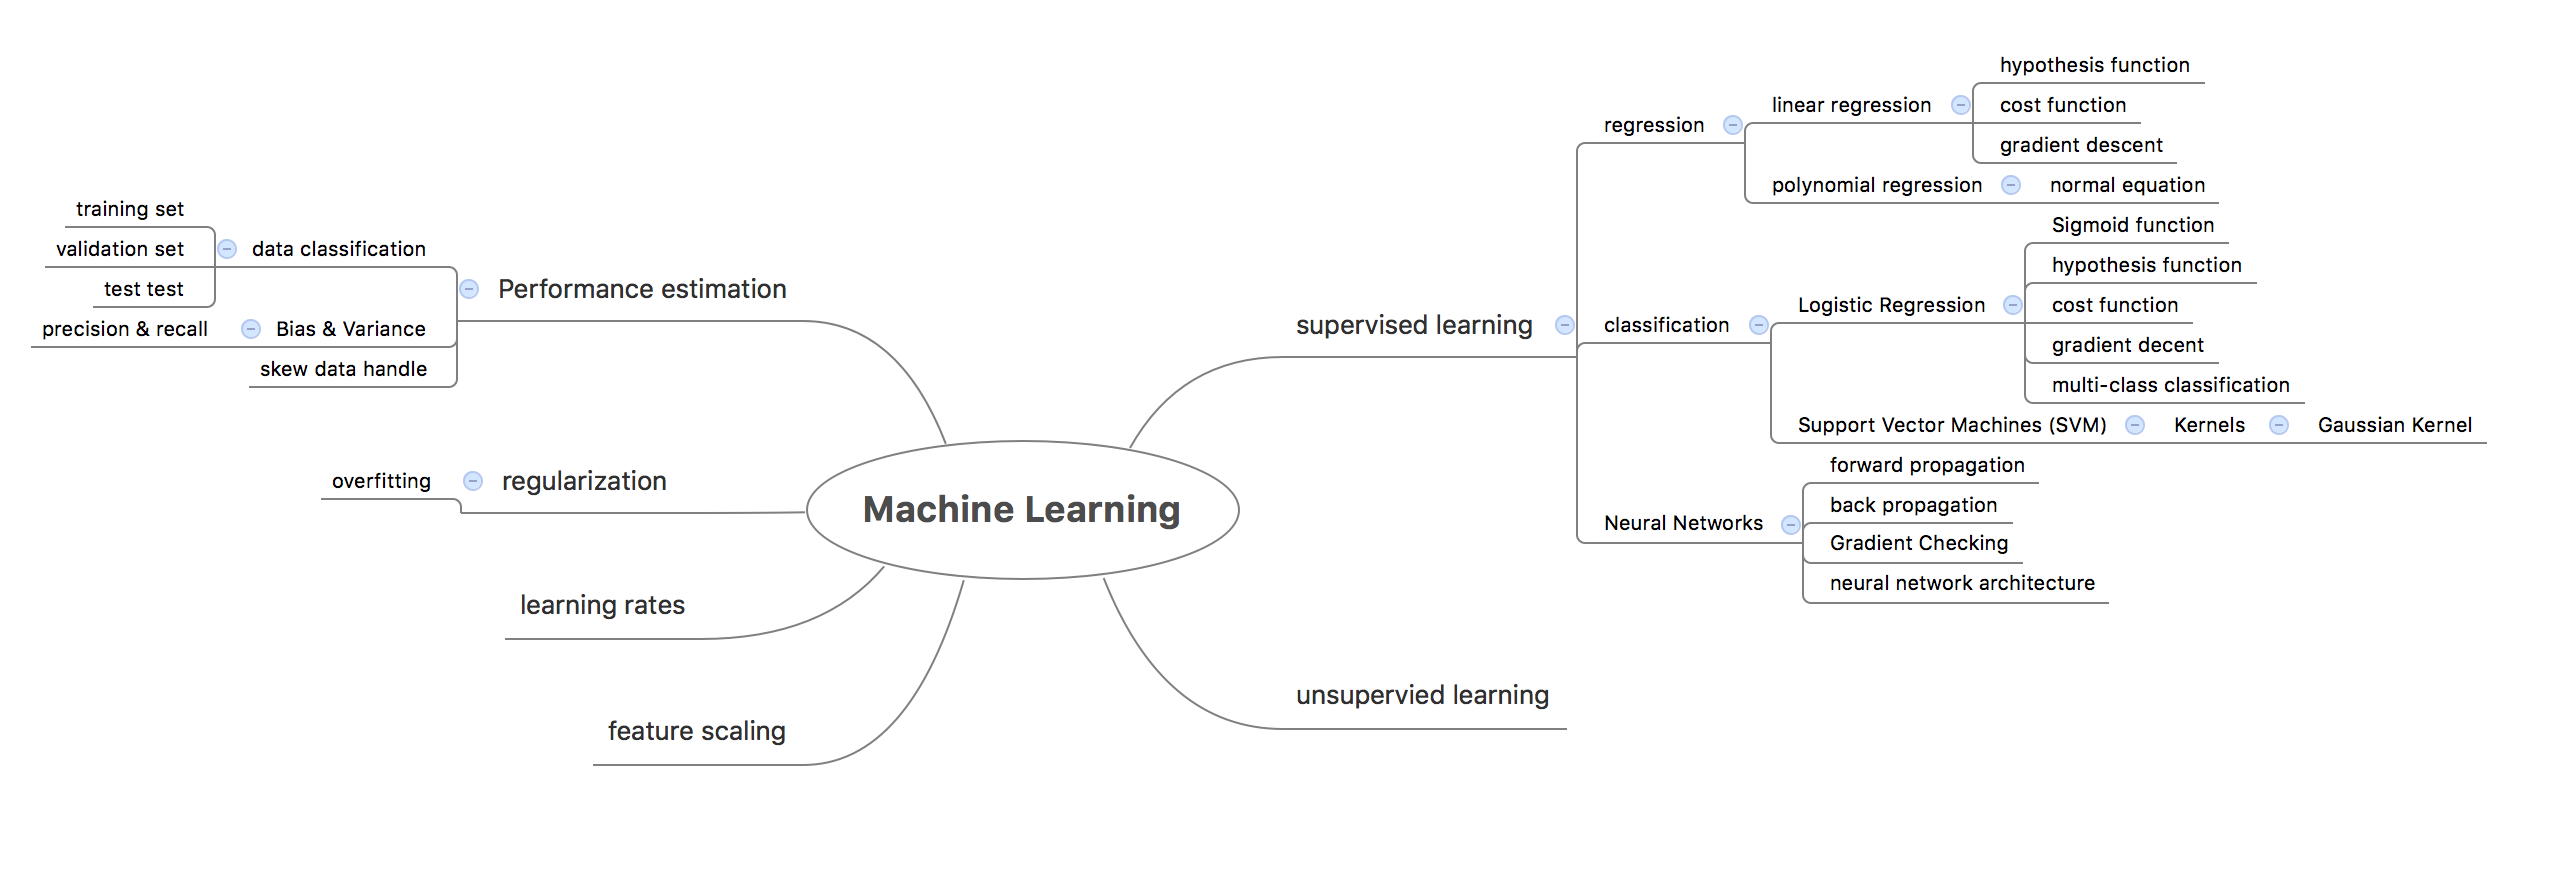 Machine Learning
supervised learning
regression
linear regression
hypothesis function
cost function
gradient descent
polynomial regression
normal equation
classification
Logistic Regression
Sigmoid function
hypothesis function
cost function
gradient decent
multi-class classification
Support Vector Machines (SVM)
Kernels
Gaussian Kernel
Neural Networks
forward propagation
back propagation
Gradient Checking
neural network architecture
unsupervied learning
Performance estimation
data classification
training set
validation set
test test
Bias & Variance
precision & recall
skew data handle
regularization
overfitting
learning rates
feature scaling